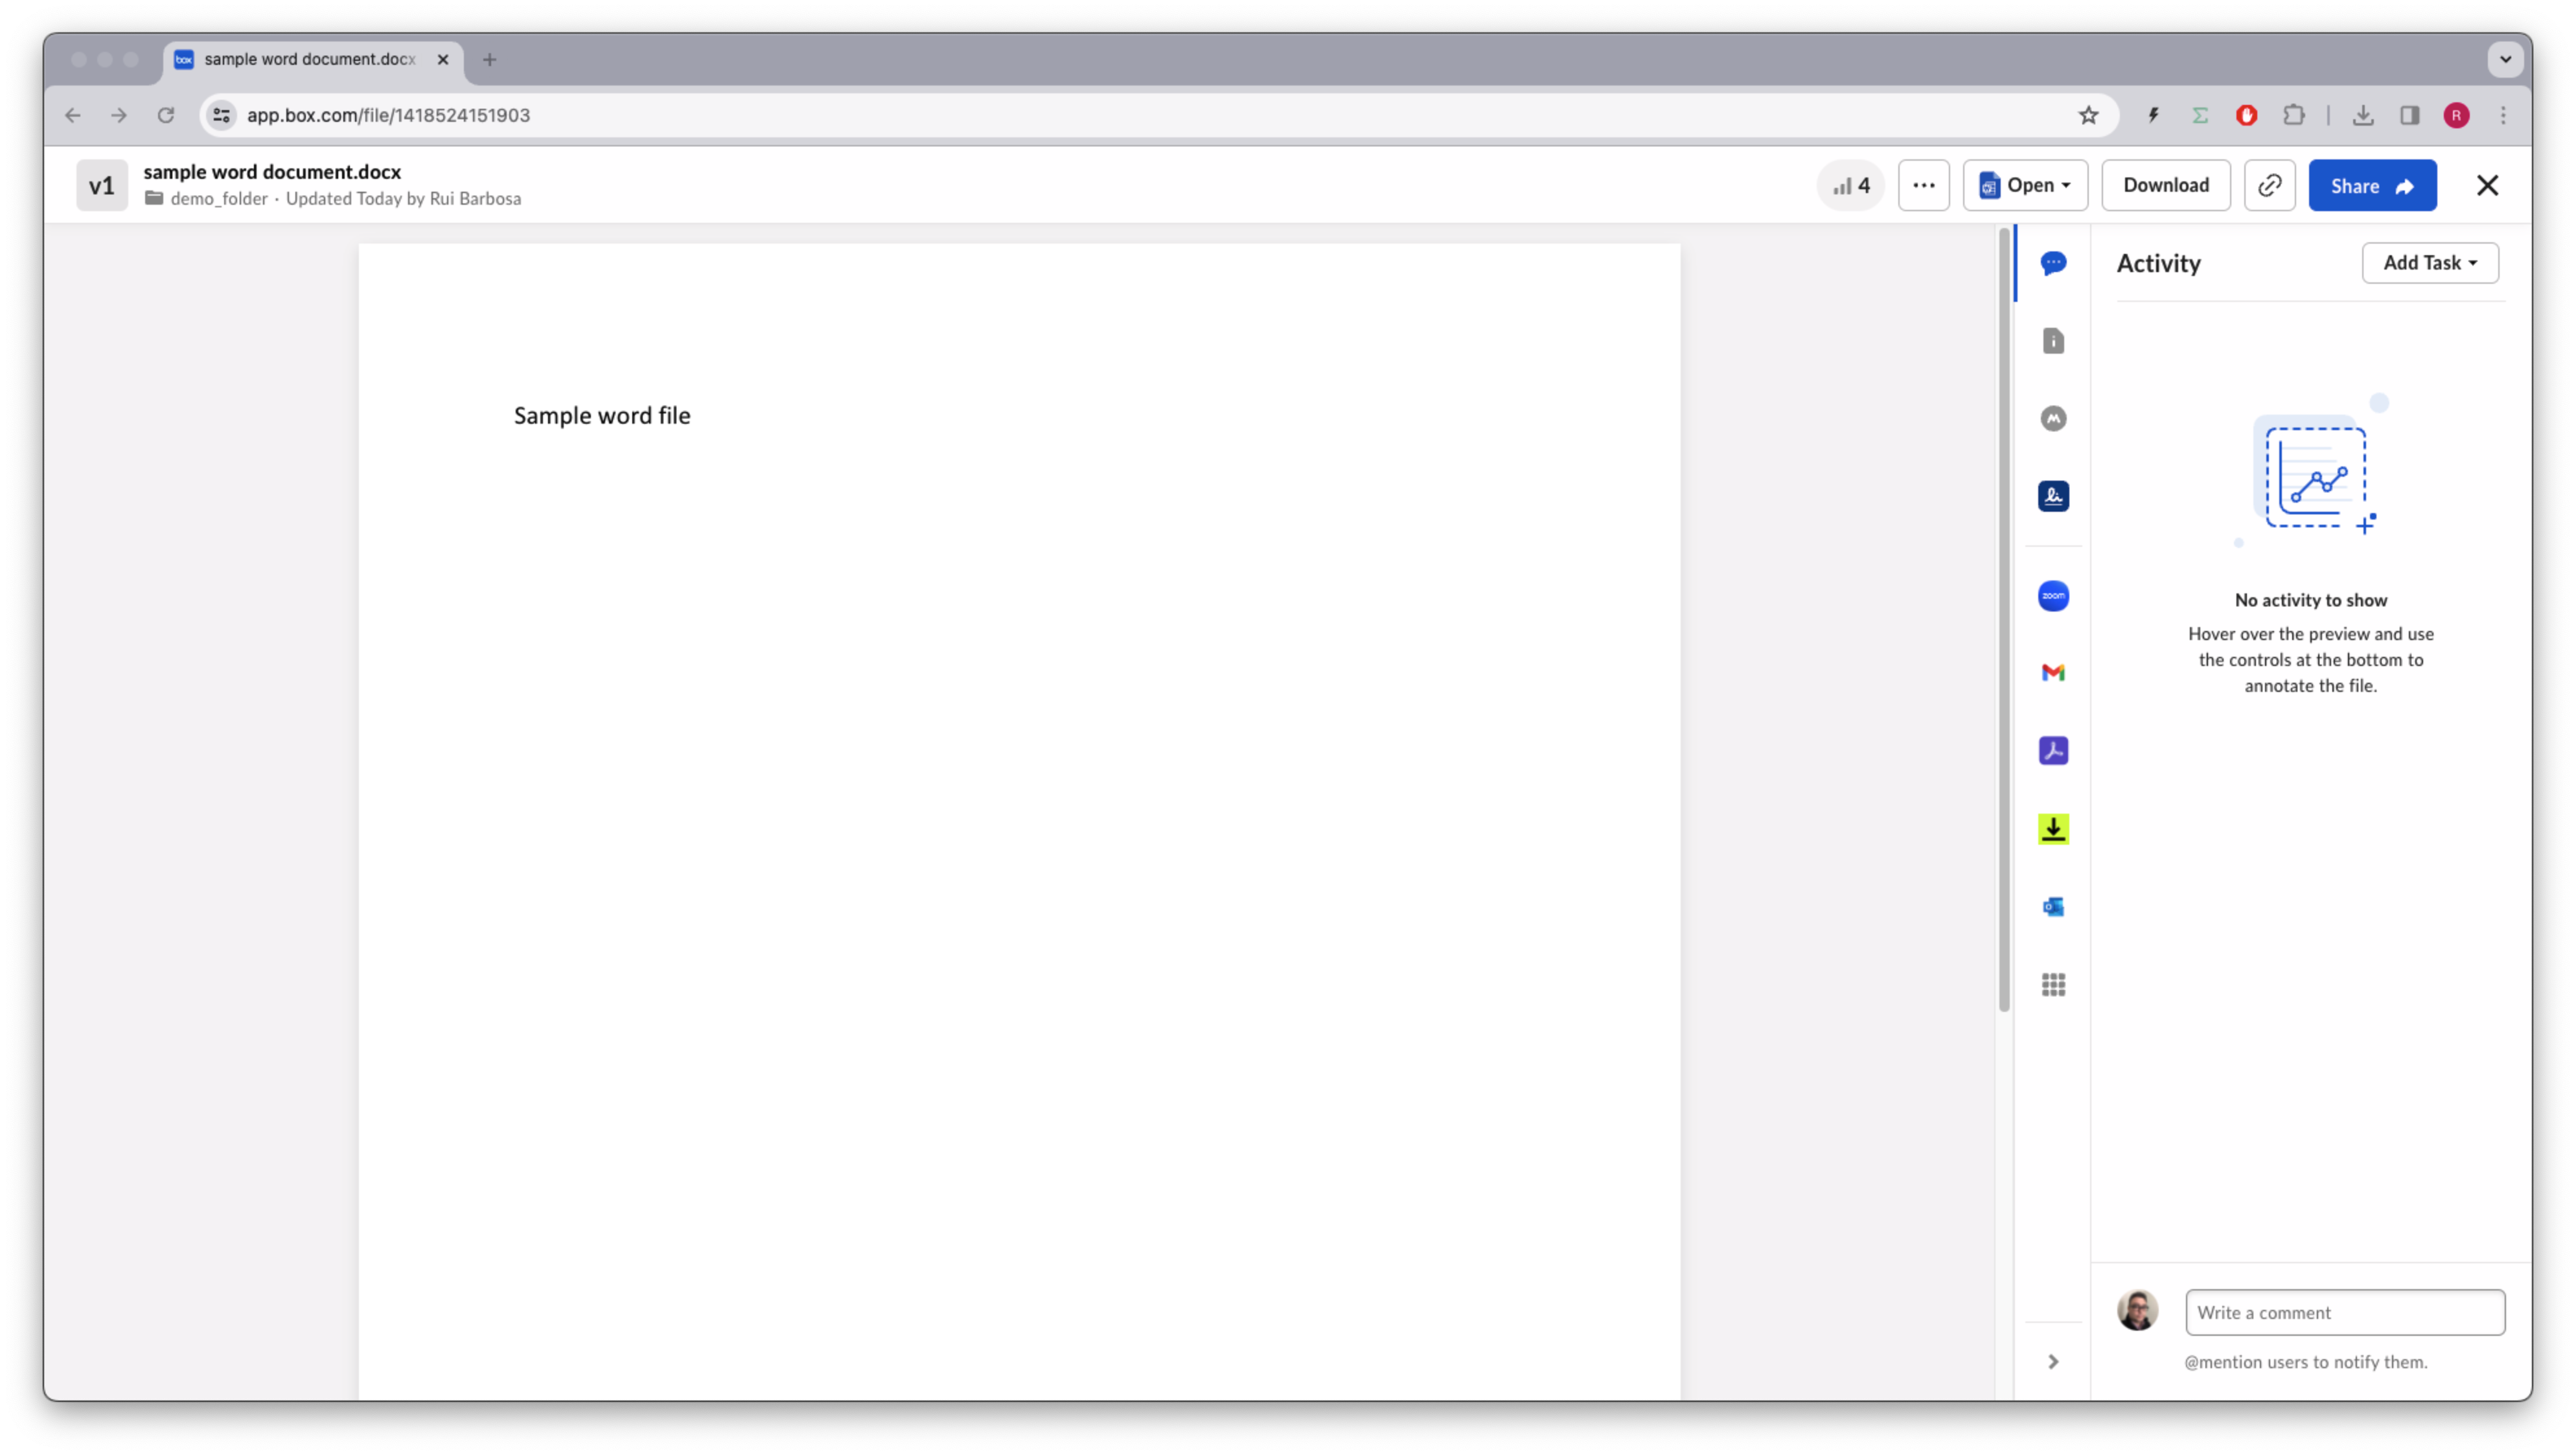 sample word document.docx
app.box.com/file/1418524151903
R
v1
sample word document.docx
demo_folder · Updated Today by Rui Barbosa
4
Open
Download
Share
Sample word file
Activity
Add Task
zoom
No activity to show
Hover over the preview and use
the controls at the bottom to
annotate the file.
Write a comment
@mention users to notify them.